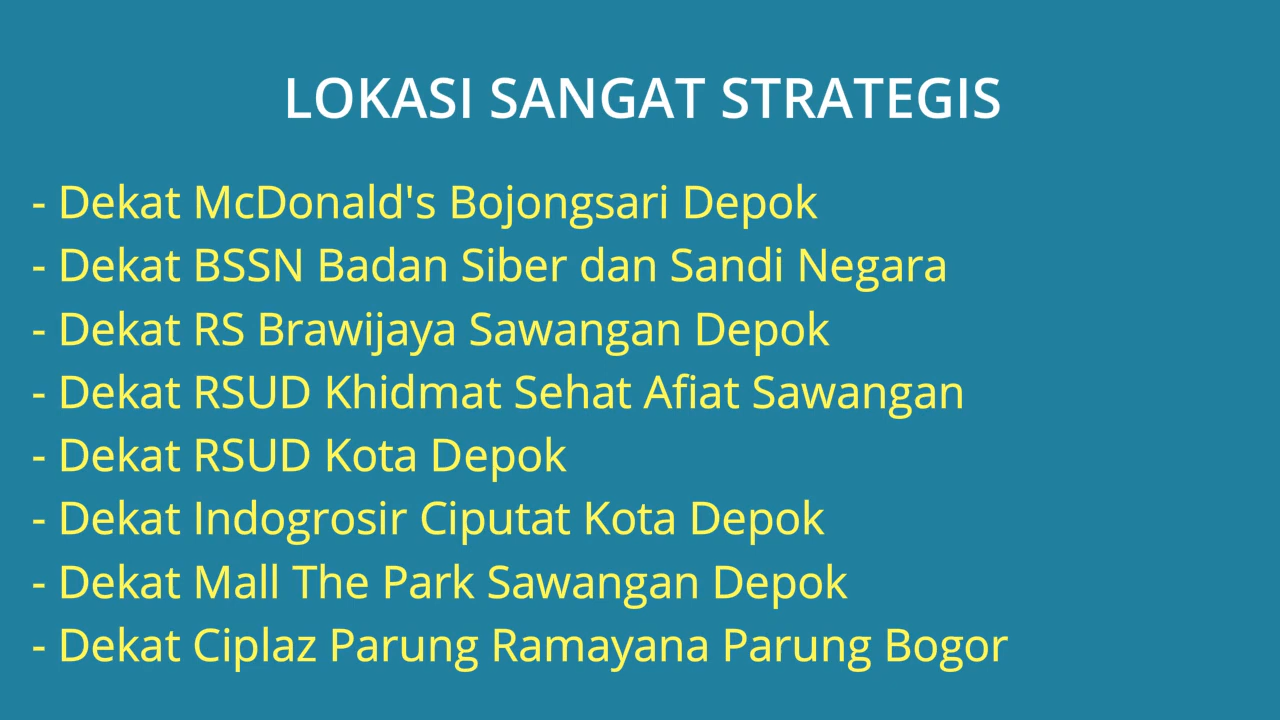 LOKASI SANGAT STRATEGIS
- Dekat McDonald's Bojongsari Depok
- Dekat BSSN Badan Siber dan Sandi Negara
- Dekat RS Brawijaya Sawangan Depok
- Dekat RSUD Khidmat Sehat Afiat Sawangan
- Dekat RSUD Kota Depok
- Dekat Indogrosir Ciputat Kota Depok
- Dekat Mall The Park Sawangan Depok
- Dekat Ciplaz Parung Ramayana Parung Bogor